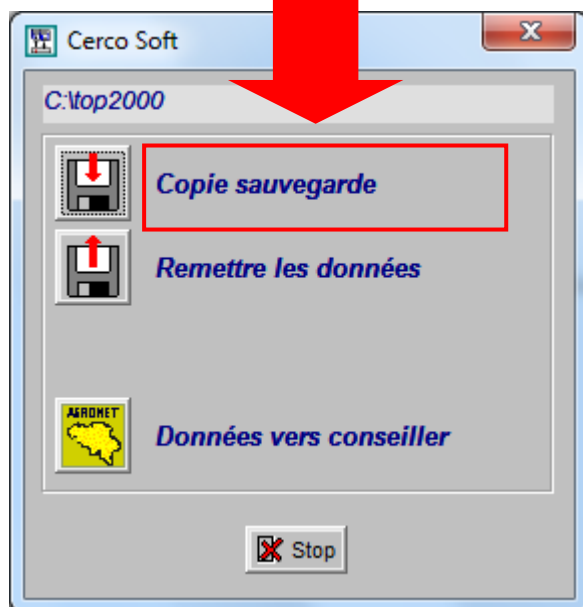 Cerco Soft
C:\top2000
Copie sauvegarde
Remettre les données
AGROMET
Données vers conseiller
Stop